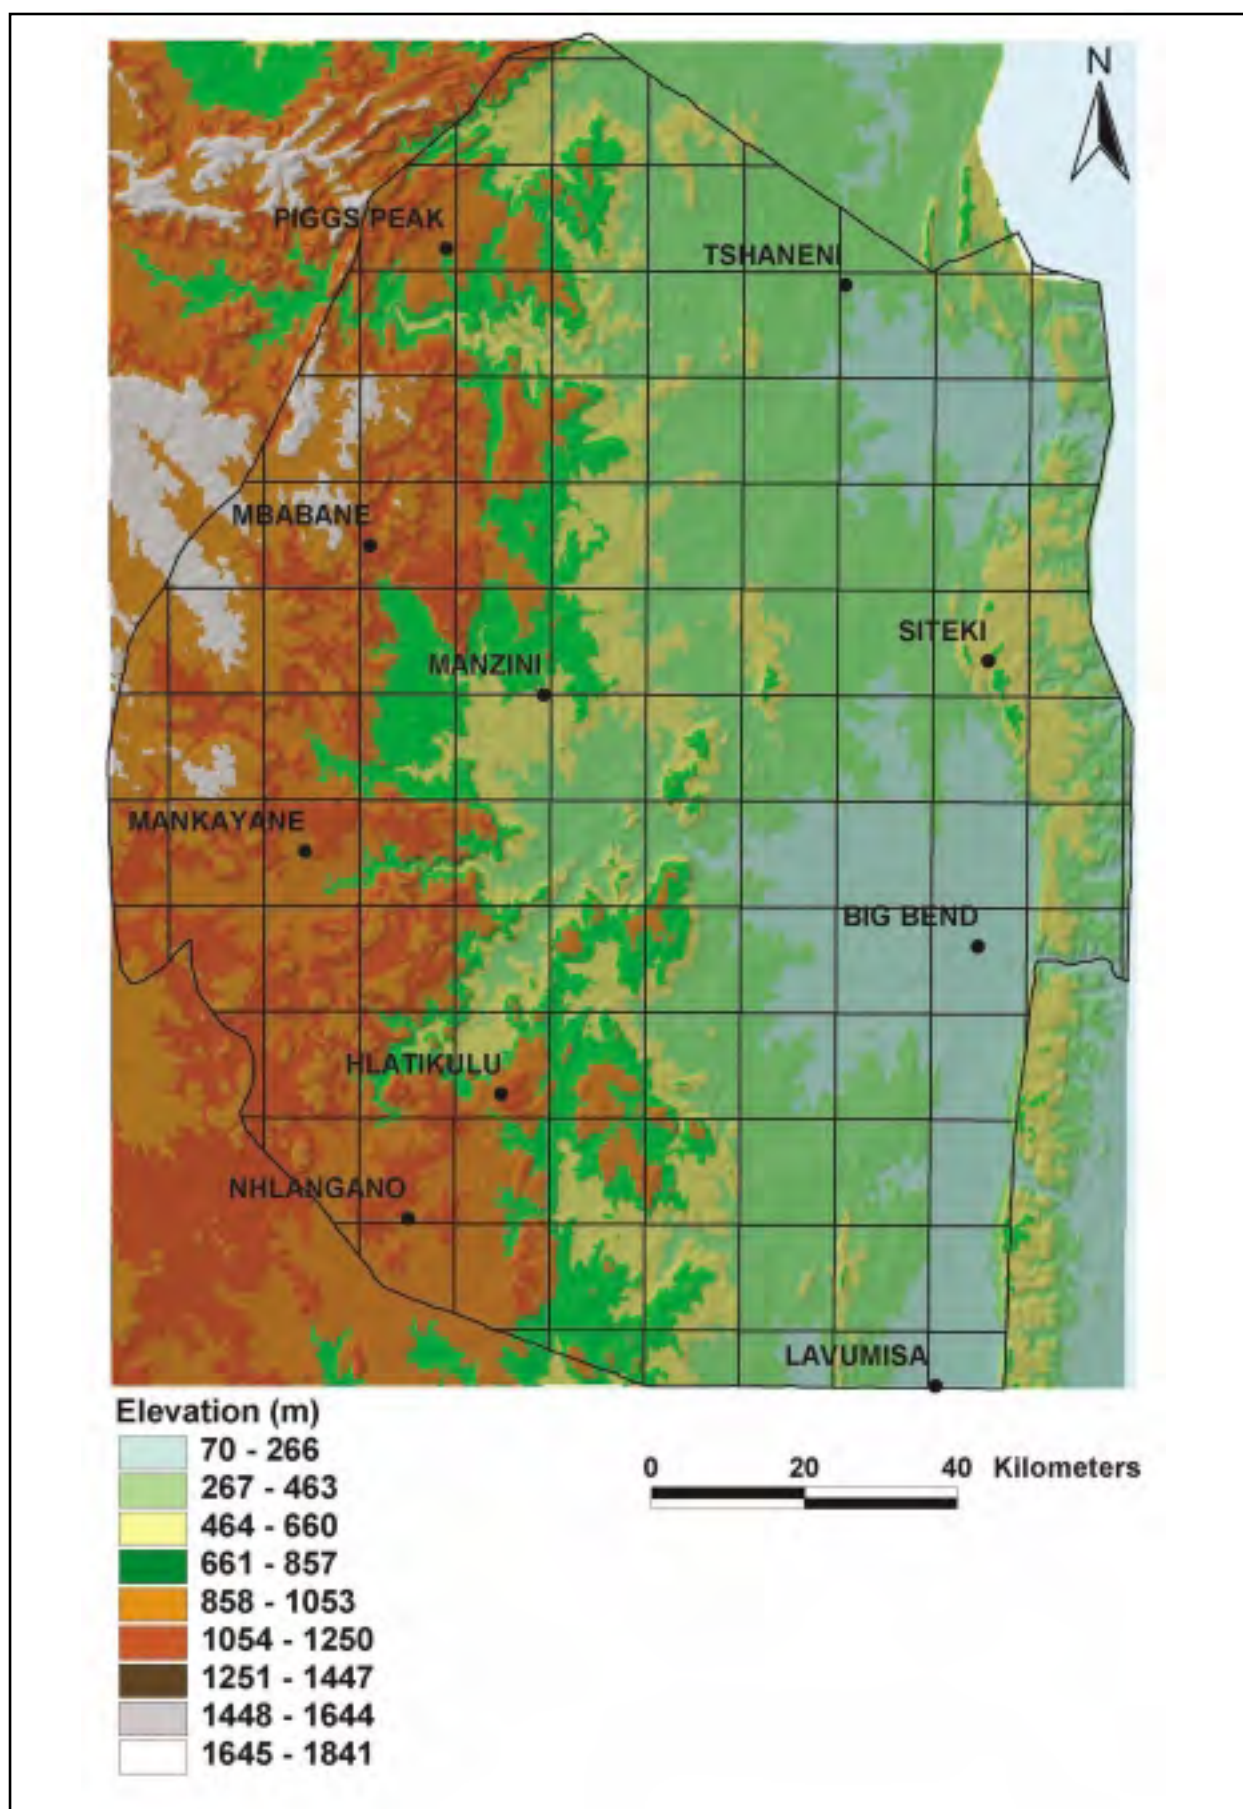 N
PIGGS PEAK
TSHANENI
MBABANE
SITEKI
MANZINI
MANKAYANE
BIG BEND
HLATIKULU
NHLANGANO
LAVUMISA
Elevation (m)
70 - 266
267 - 463
464 - 660
661 - 857
858 - 1053
1054 - 1250
1251 - 1447
1448 - 1644
1645 - 1841
0 20 40 Kilometers